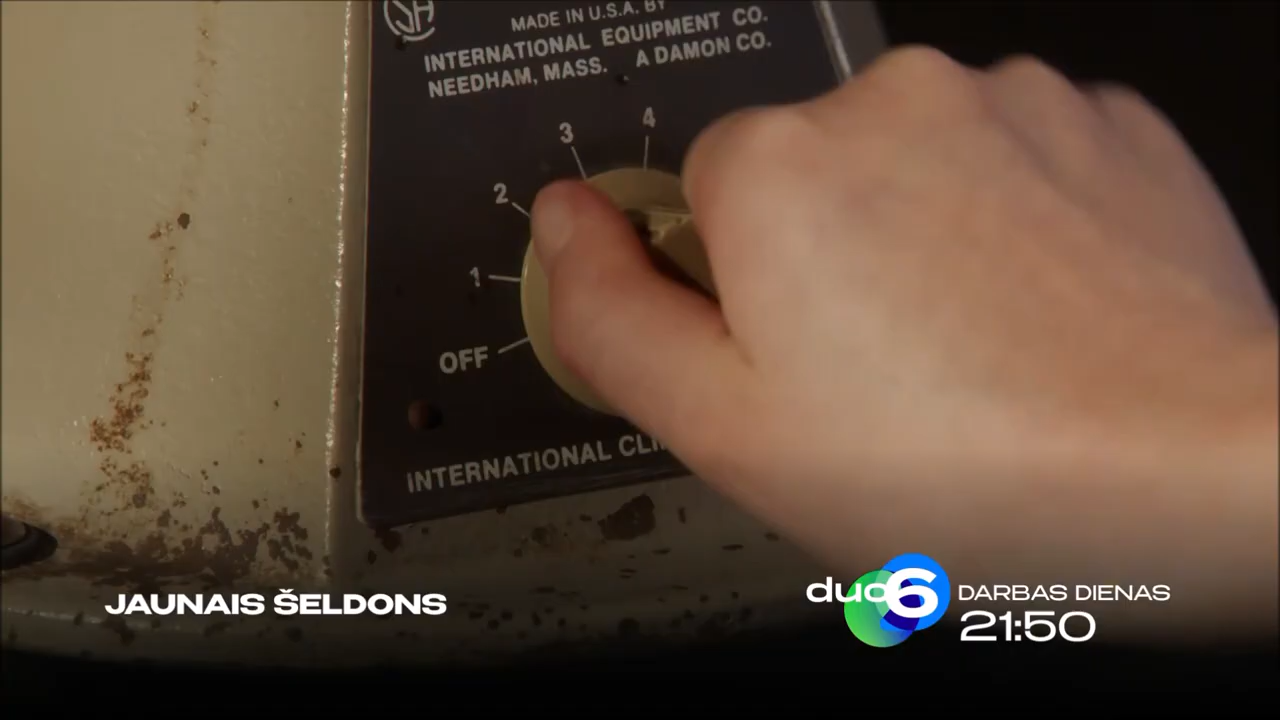 MADE IN U.S.A. BY
INTERNATIONAL EQUIPMENT CO.
NEEDHAM, MASS. A DAMON CO.
4
3
2
1
OFF
INTERNATIONAL
JAUNAIS ŠELDONS
duo6
DARBAS DIENAS
21:50